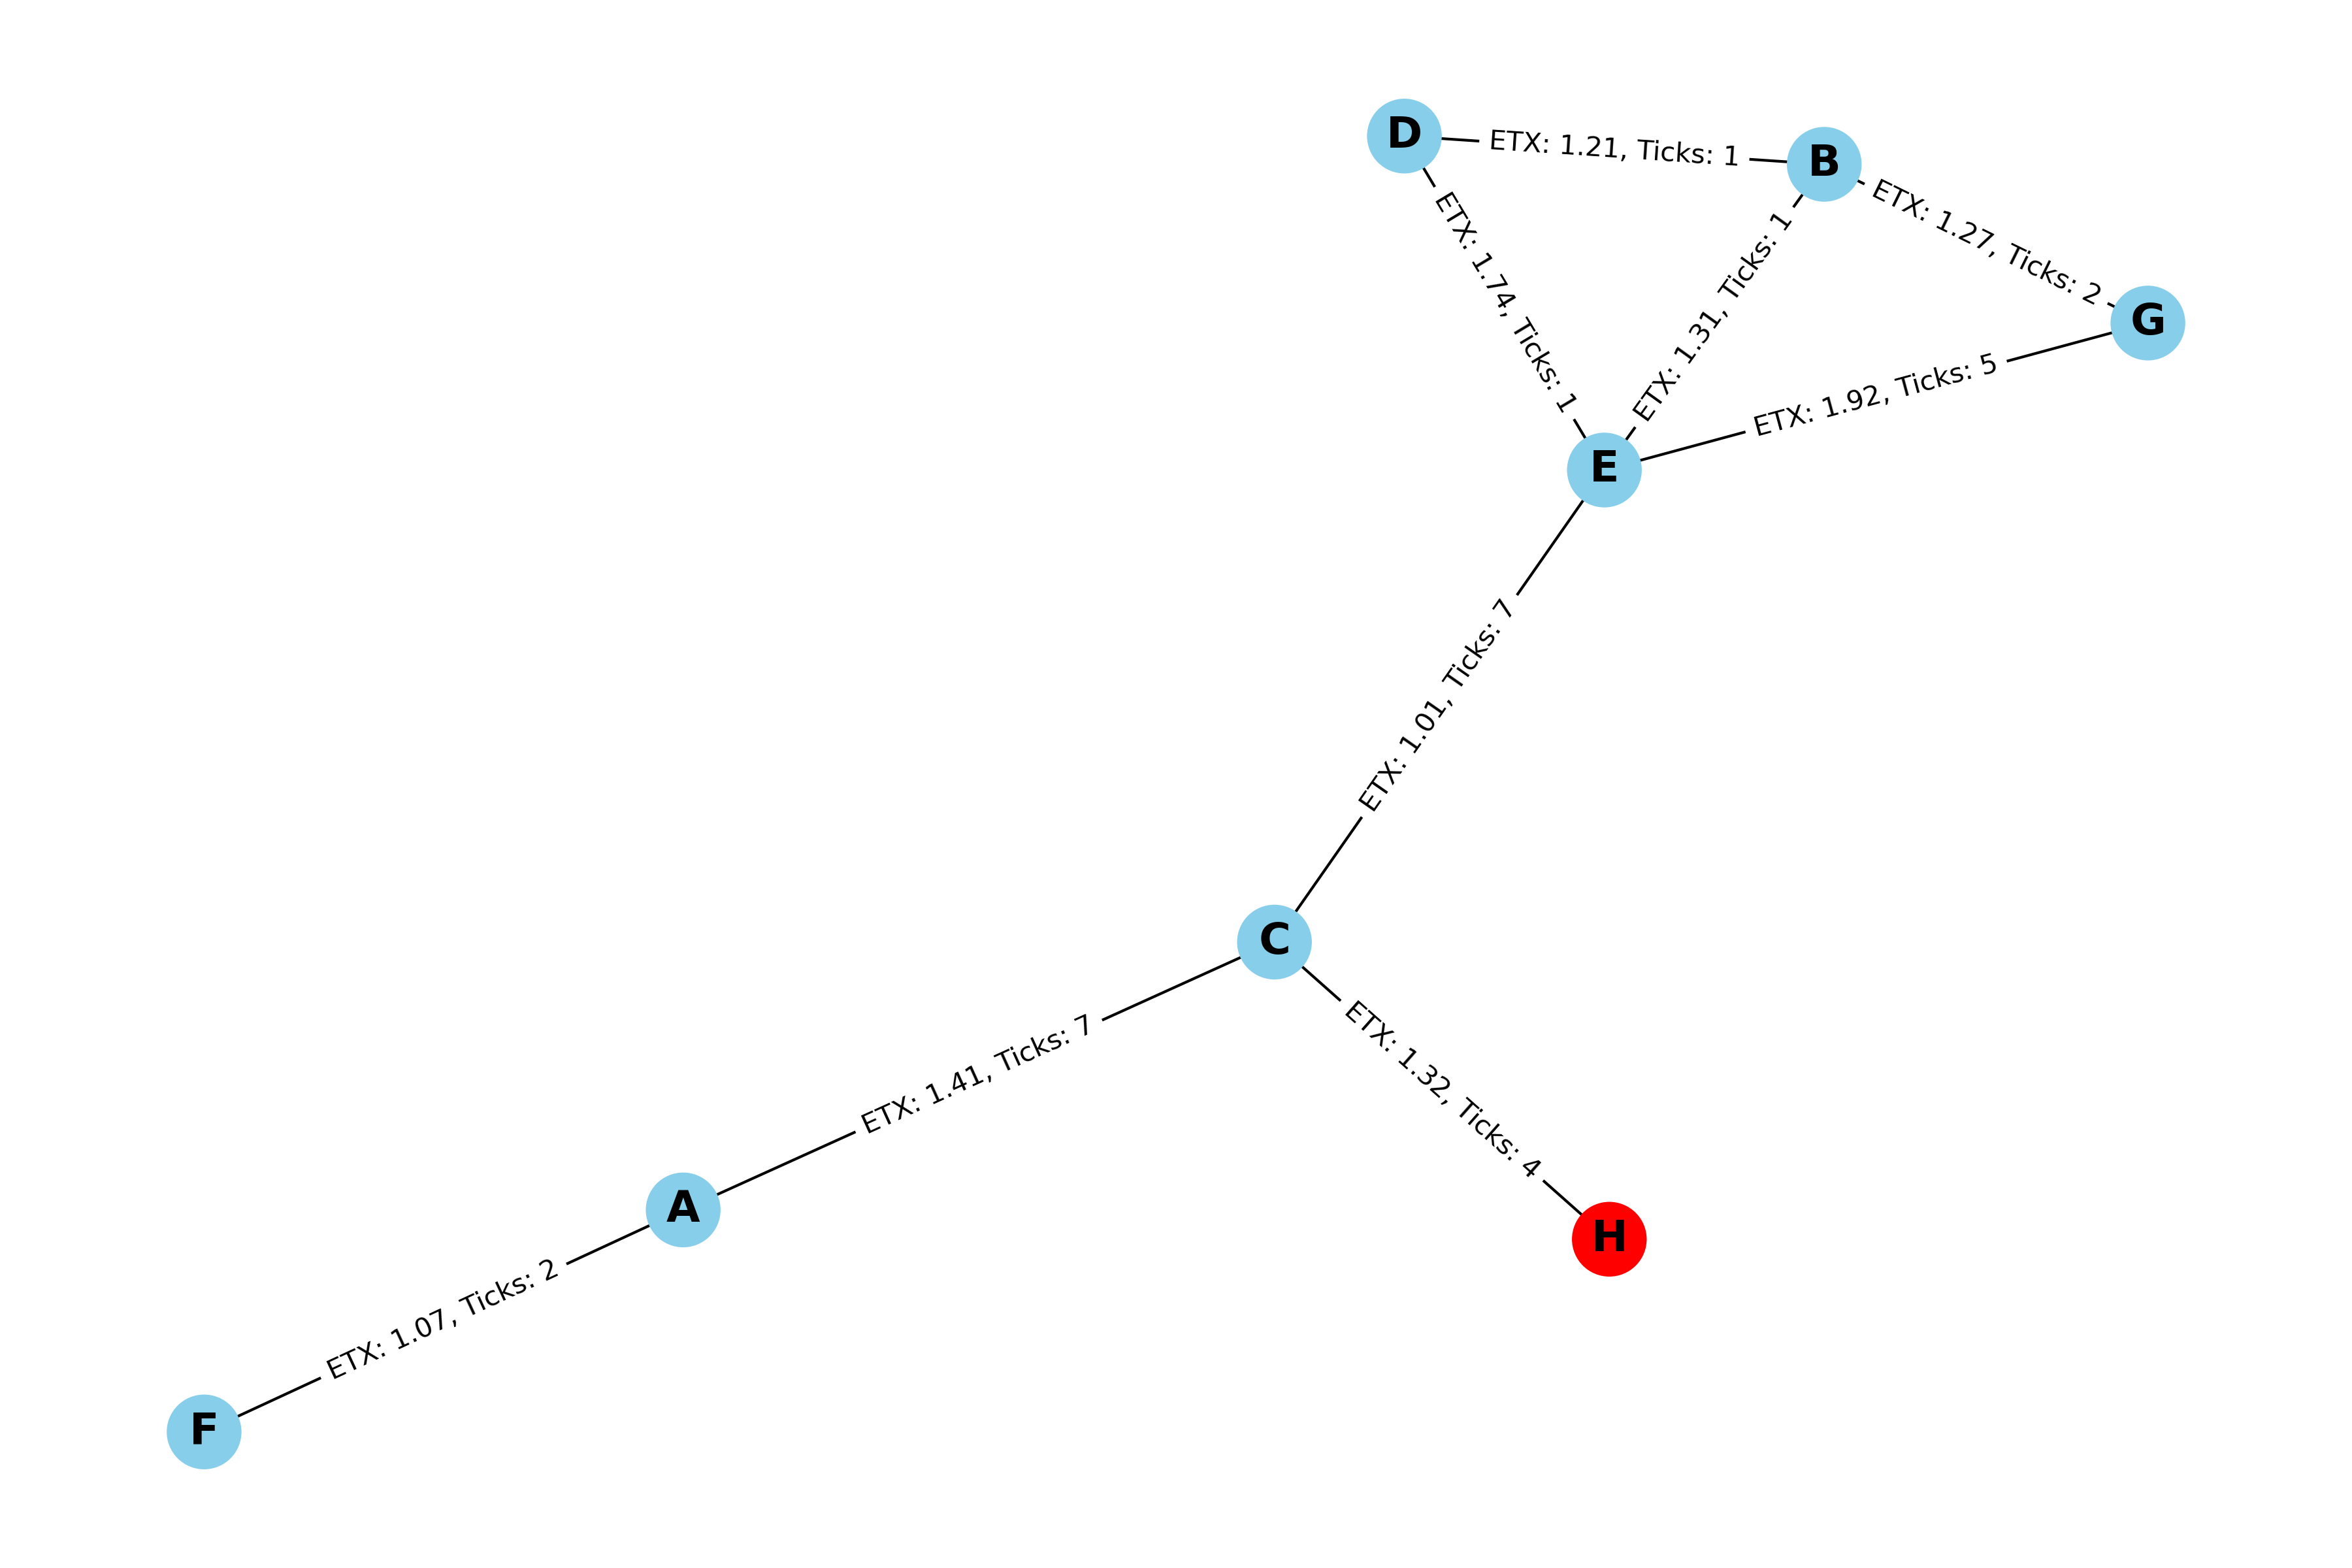 D
ETX: 1.21, Ticks: 1
B
ETX: 1.27, Ticks: 2
ETX: 1.74, Ticks: 1
ETX: 1.31, Ticks: 1
G
ETX: 1.92, Ticks: 5
E
ETX: 1.01, Ticks: 7
C
ETX: 1.41, Ticks: 7
ETX: 1.32, Ticks: 4
A
H
ETX: 1.07, Ticks: 2
F